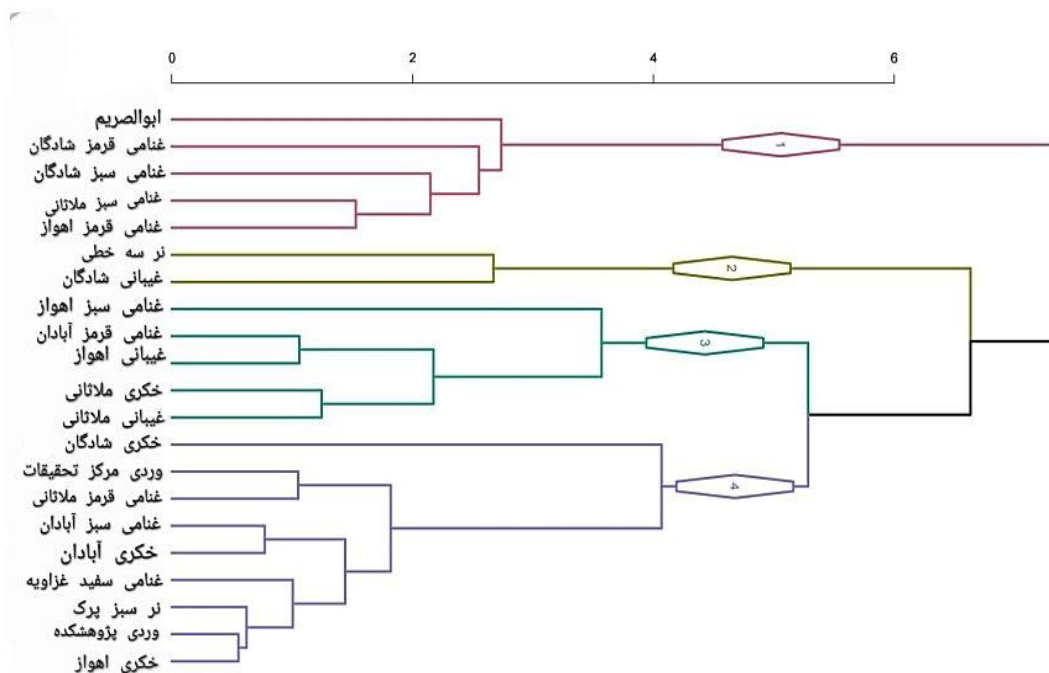 0 2 4 6
ابوالصریم
غنامی قرمز شادگان
غنامی سبز شادگان
غنامی سبز ملاثانی
غنامی قرمز اهواز
نر سه خطی
غیبانی شادگان
غنامی سبز اهواز
غنامی قرمز آبادان
غیبانی اهواز
خکری ملاثانی
غیبانی ملاثانی
خکری شادگان
وردی مرکز تحقیقات
غنامی قرمز ملاثانی
غنامی سبز آبادان
خکری آبادان
غنامی سفید غزاویه
نر سبز پرک
وردی پژوهشکده
خکری اهواز
1
2
3
4